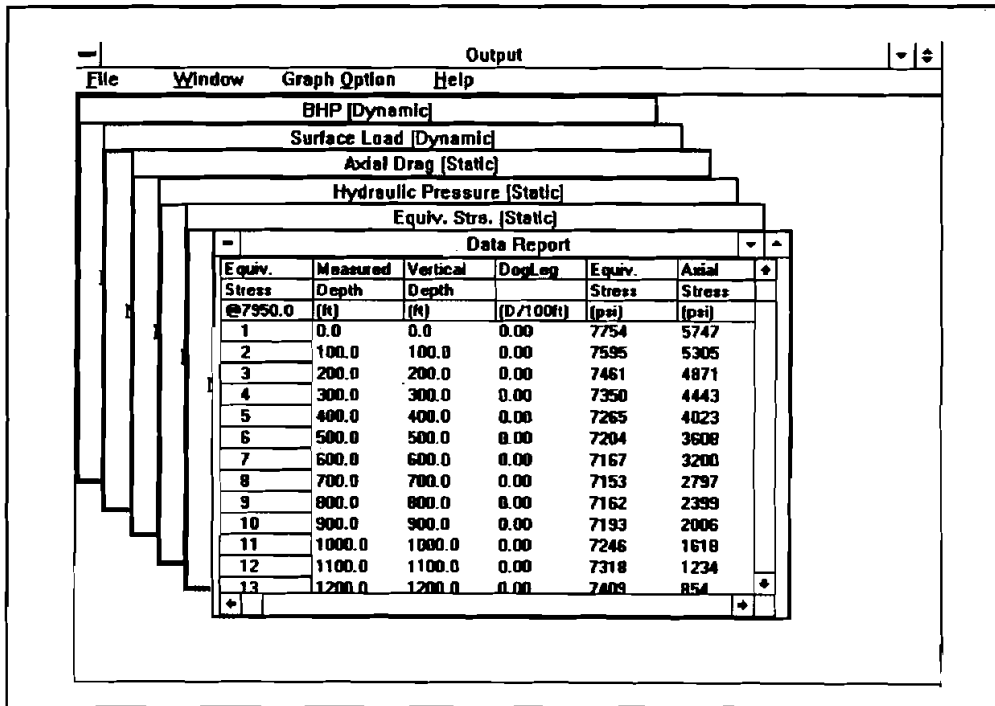 Output
File Window Graph Option Help
BHP [Dynamic]
Surface Load [Dynamic]
Axial Drag [Static]
Hydraulic Pressure [Static]
Equiv. Strs. [Static]
Data Report
Equiv. Measured Vertical DogLeg Equiv. Axial
Stress Depth Depth Stress Stress
@7950.0 (ft) (ft) (D/100ft) (psi) (psi)
1 0.0 0.0 0.00 7754 5747
2 100.0 100.0 0.00 7595 5305
3 200.0 200.0 0.00 7461 4871
4 300.0 300.0 0.00 7350 4443
5 400.0 400.0 0.00 7265 4023
6 500.0 500.0 0.00 7204 3608
7 600.0 600.0 0.00 7167 3200
8 700.0 700.0 0.00 7153 2797
9 800.0 800.0 0.00 7162 2399
10 900.0 900.0 0.00 7193 2006
11 1000.0 1000.0 0.00 7246 1618
12 1100.0 1100.0 0.00 7318 1234
13 1200.0 1200.0 0.00 7409 854